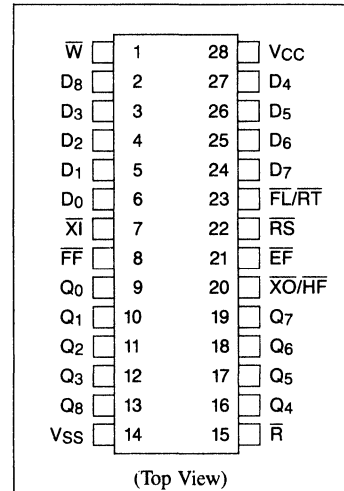 W̅ 1 28 VCC
D8 2 27 D4
D3 3 26 D5
D2 4 25 D6
D1 5 24 D7
D0 6 23 F̅L̅/R̅T̅
X̅I̅ 7 22 R̅S̅
F̅F̅ 8 21 E̅F̅
Q0 9 20 X̅O̅/H̅F̅
Q1 10 19 Q7
Q2 11 18 Q6
Q3 12 17 Q5
Q8 13 16 Q4
VSS 14 15 R̅
(Top View)